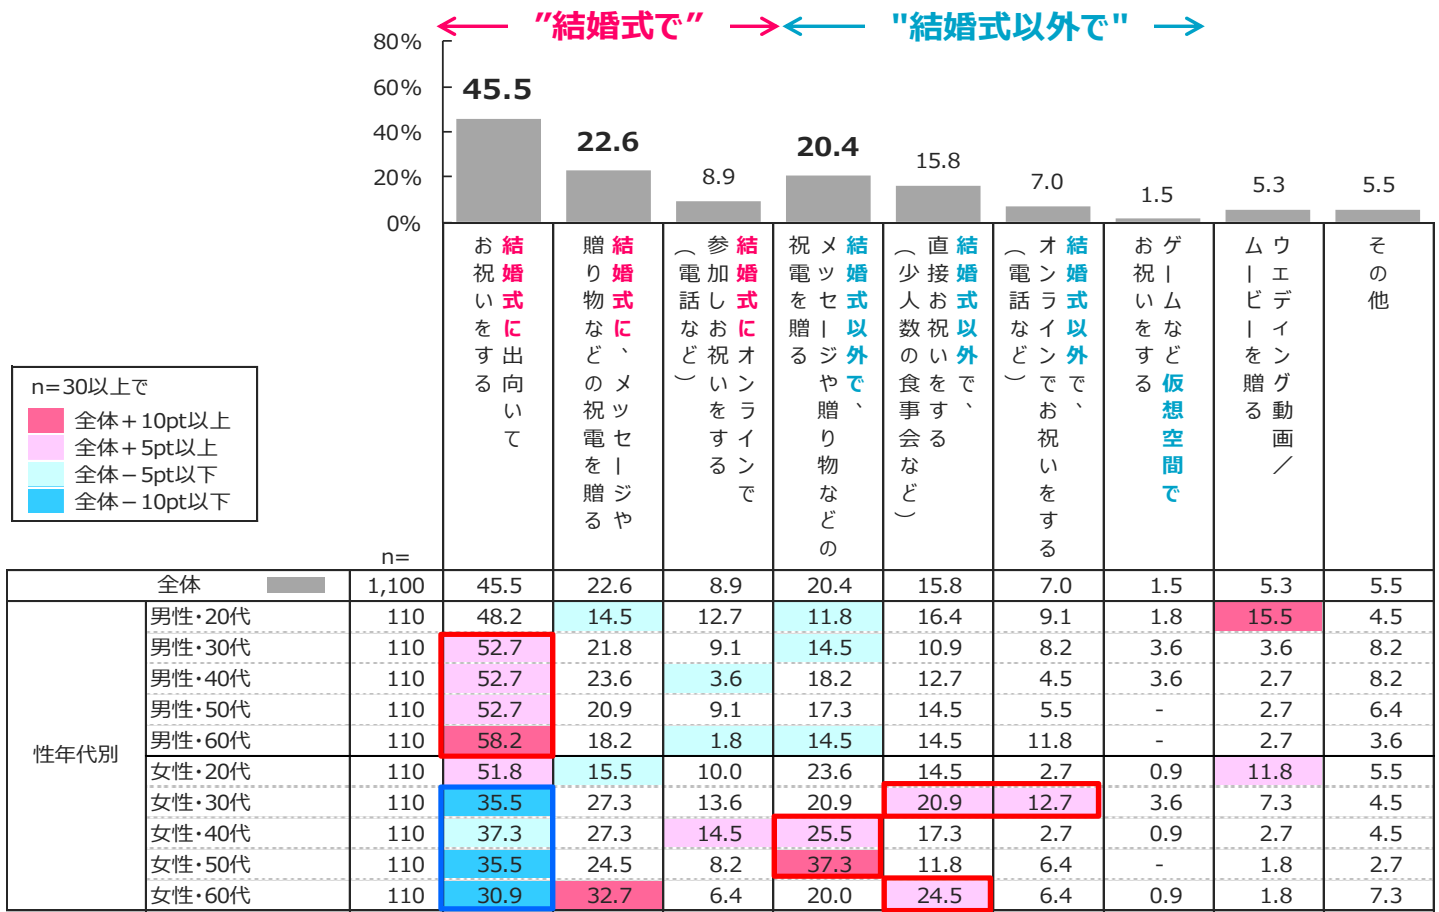 ”結婚式で”
"結婚式以外で"
80%
60%
40%
20%
0%
45.5
22.6
8.9
20.4
15.8
7.0
1.5
5.3
5.5
結婚式に出向いて
お祝いをする
結婚式に、メッセージや
贈り物などの祝電を贈る
結婚式にオンラインで
参加しお祝いをする
（電話など）
結婚式以外で、
メッセージや贈り物などの
祝電を贈る
結婚式以外で、
直接お祝いをする
（少人数の食事会など）
結婚式以外で、
オンラインでお祝いをする
（電話など）
ゲームなど仮想空間で
お祝いをする
ウエディング動画／
ムービーを贈る
その他
n=30以上で
全体＋10pt以上
全体＋5pt以上
全体－5pt以下
全体－10pt以下
n=
全体 1,100 45.5 22.6 8.9 20.4 15.8 7.0 1.5 5.3 5.5
性年代別
男性・20代 110 48.2 14.5 12.7 11.8 16.4 9.1 1.8 15.5 4.5
男性・30代 110 52.7 21.8 9.1 14.5 10.9 8.2 3.6 3.6 8.2
男性・40代 110 52.7 23.6 3.6 18.2 12.7 4.5 3.6 2.7 8.2
男性・50代 110 52.7 20.9 9.1 17.3 14.5 5.5 - 2.7 6.4
男性・60代 110 58.2 18.2 1.8 14.5 14.5 11.8 - 2.7 3.6
女性・20代 110 51.8 15.5 10.0 23.6 14.5 2.7 0.9 11.8 5.5
女性・30代 110 35.5 27.3 13.6 20.9 20.9 12.7 3.6 7.3 4.5
女性・40代 110 37.3 27.3 14.5 25.5 17.3 2.7 0.9 2.7 4.5
女性・50代 110 35.5 24.5 8.2 37.3 11.8 6.4 - 1.8 2.7
女性・60代 110 30.9 32.7 6.4 20.0 24.5 6.4 0.9 1.8 7.3